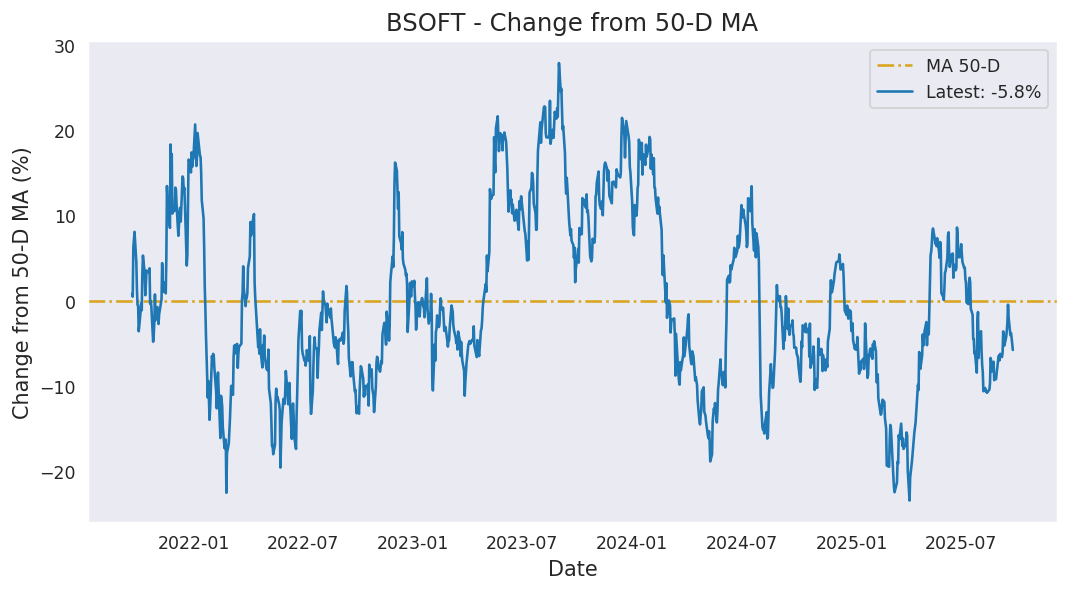 BSOFT - Change from 50-D MA
Change from 50-D MA (%)
30
20
10
0
−10
−20
MA 50-D
Latest: -5.8%
2022-01 2022-07 2023-01 2023-07 2024-01 2024-07 2025-01 2025-07
Date